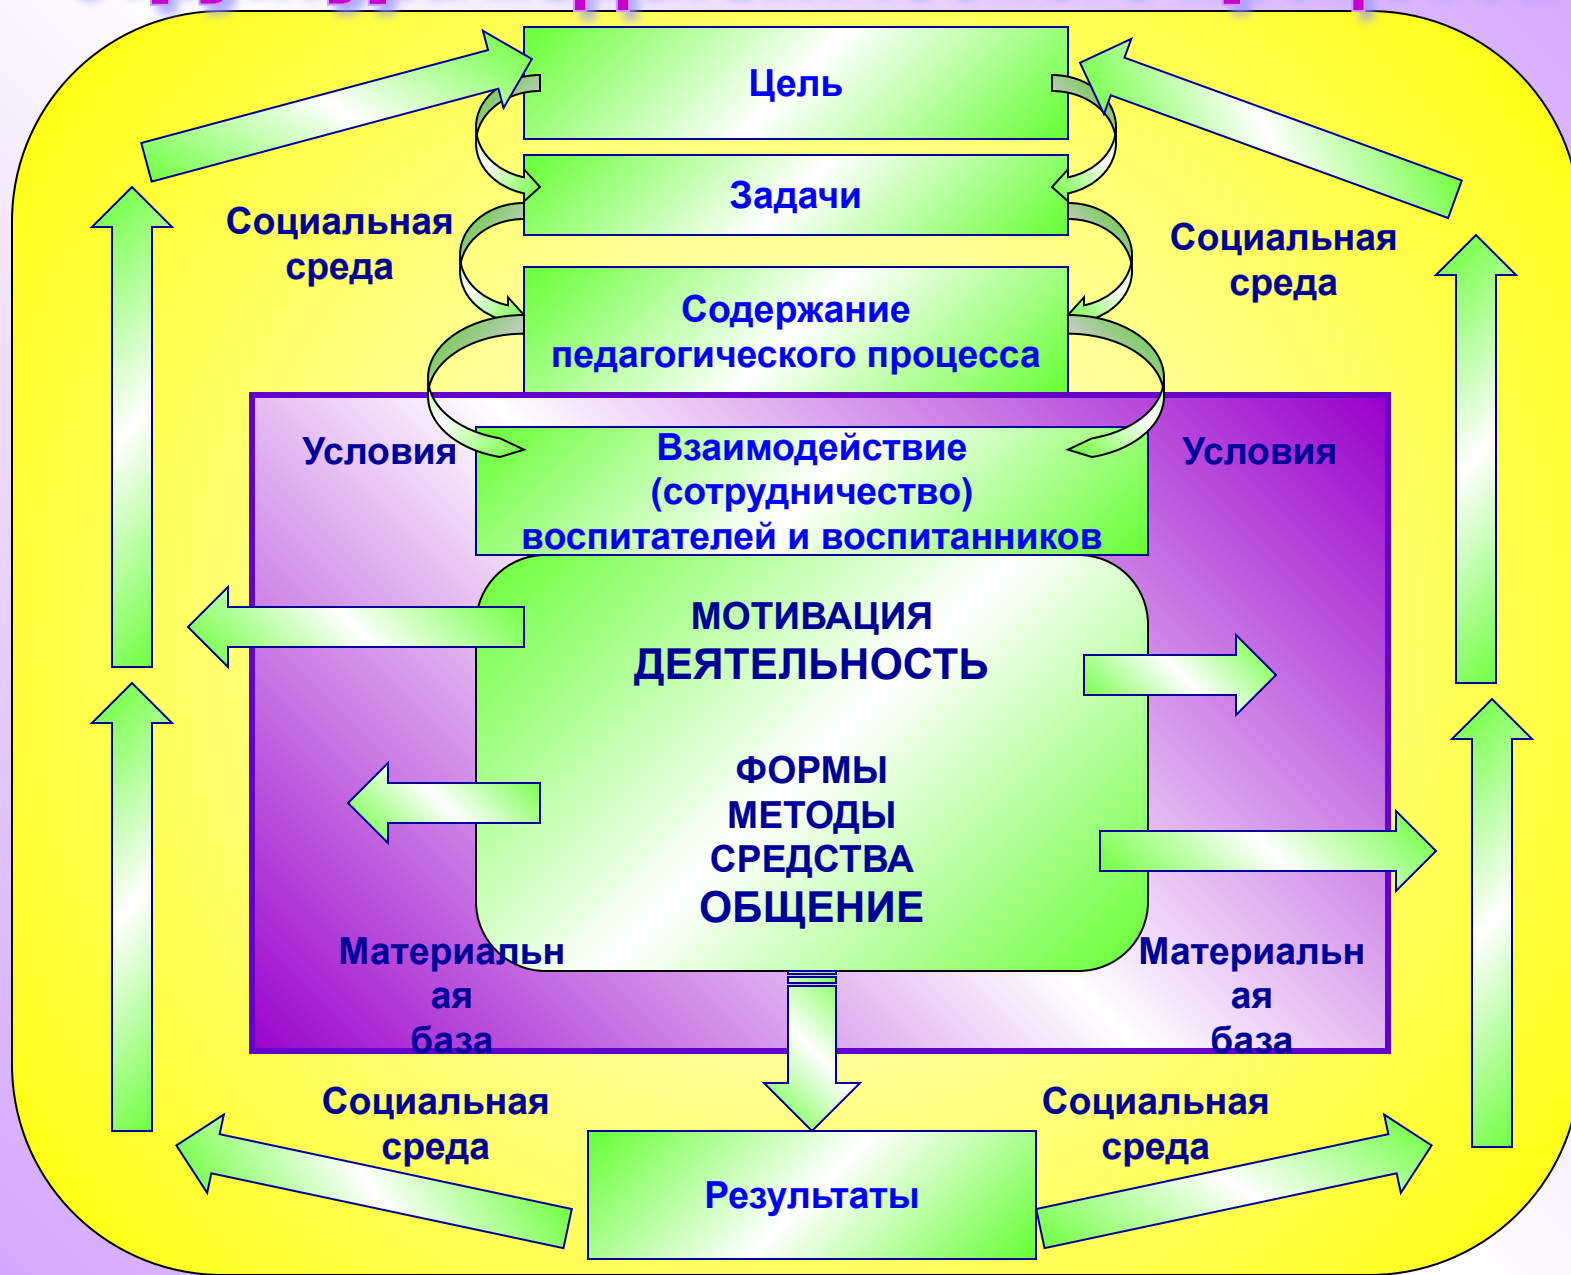 Цель
Задачи
Социальная
среда
Социальная
среда
Содержание
педагогического процесса
Условия
Взаимодействие
(сотрудничество)
воспитателей и воспитанников
Условия
МОТИВАЦИЯ
ДЕЯТЕЛЬНОСТЬ
ФОРМЫ
МЕТОДЫ
СРЕДСТВА
ОБЩЕНИЕ
Материальн
ая
база
Материальн
ая
база
Социальная
среда
Социальная
среда
Результаты